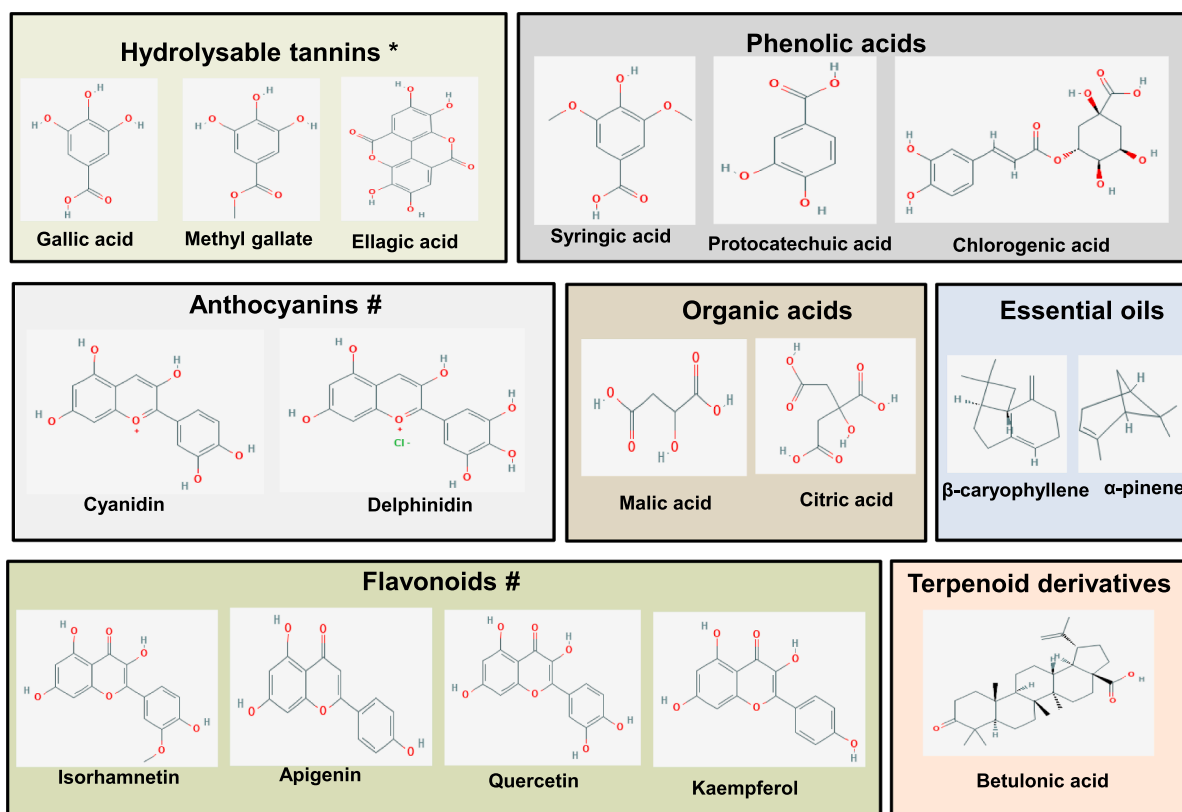 Hydrolysable tannins *
Gallic acid
Methyl gallate
Ellagic acid
Phenolic acids
Syringic acid
Protocatechuic acid
Chlorogenic acid
Anthocyanins #
Cl -
Cyanidin
Delphinidin
Organic acids
Malic acid
Citric acid
Essential oils
β-caryophyllene
α-pinene
Flavonoids #
Isorhamnetin
Apigenin
Quercetin
Kaempferol
Terpenoid derivatives
Betulonic acid